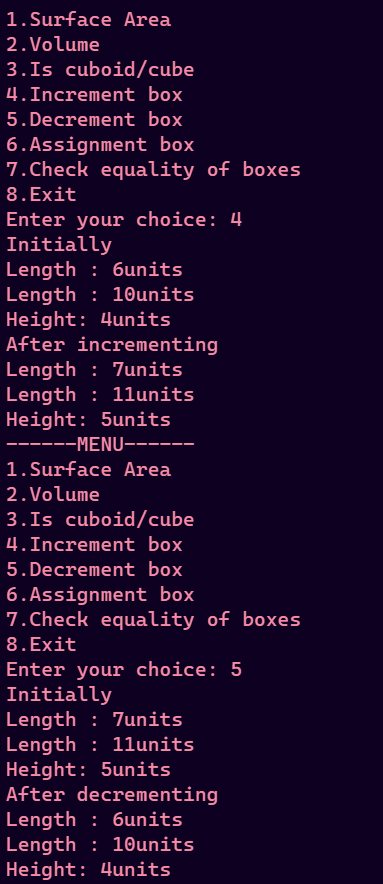 1.Surface Area
2.Volume
3.Is cuboid/cube
4.Increment box
5.Decrement box
6.Assignment box
7.Check equality of boxes
8.Exit
Enter your choice: 4
Initially
Length : 6units
Length : 10units
Height: 4units
After incrementing
Length : 7units
Length : 11units
Height: 5units
------MENU------
1.Surface Area
2.Volume
3.Is cuboid/cube
4.Increment box
5.Decrement box
6.Assignment box
7.Check equality of boxes
8.Exit
Enter your choice: 5
Initially
Length : 7units
Length : 11units
Height: 5units
After decrementing
Length : 6units
Length : 10units
Height: 4units